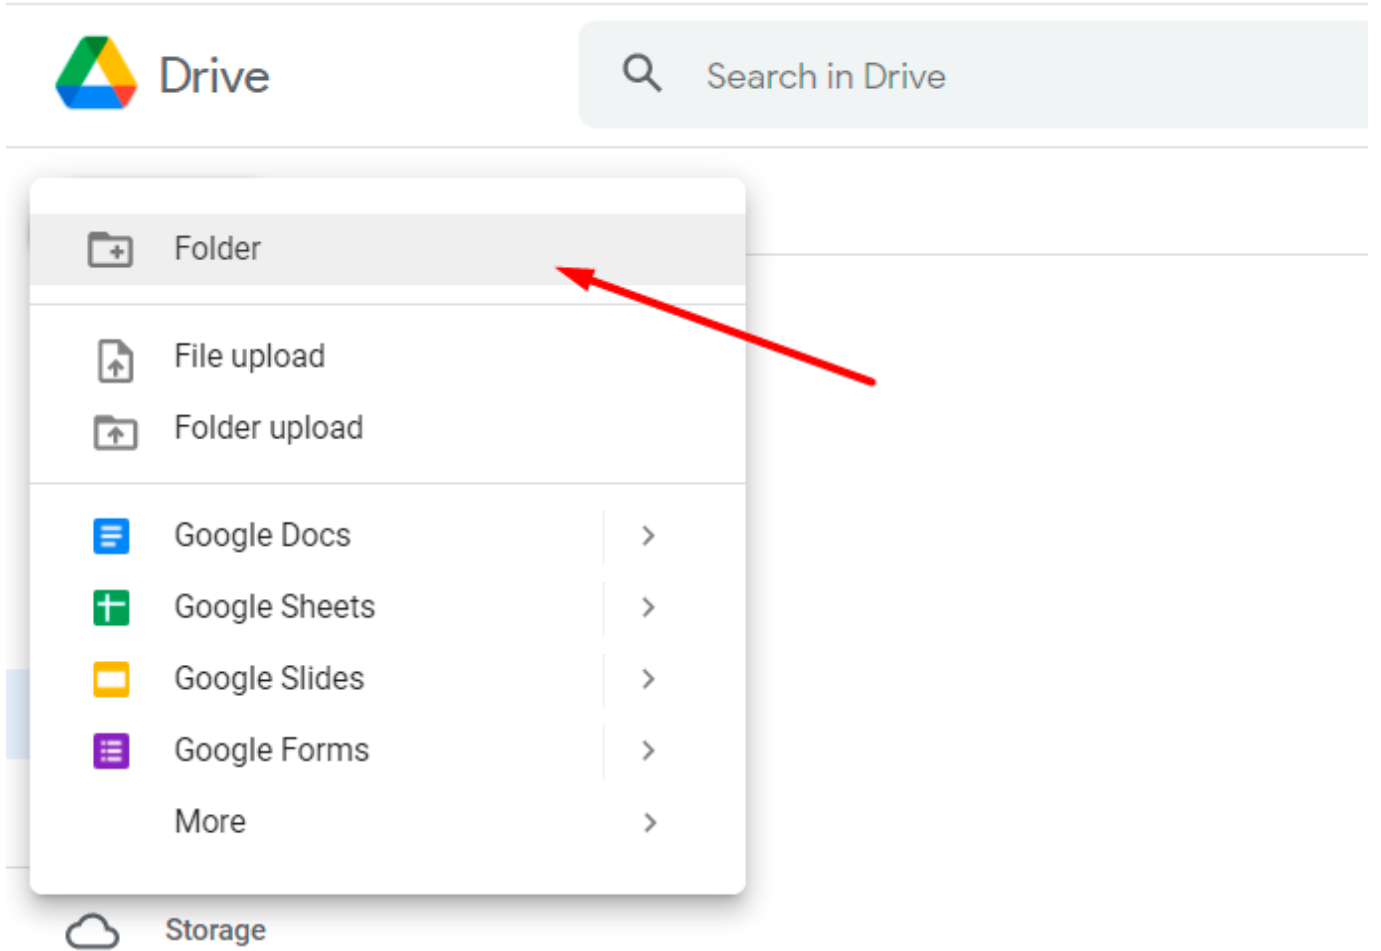 Drive
Search in Drive
Folder
File upload
Folder upload
Google Docs
Google Sheets
Google Slides
Google Forms
More
Storage